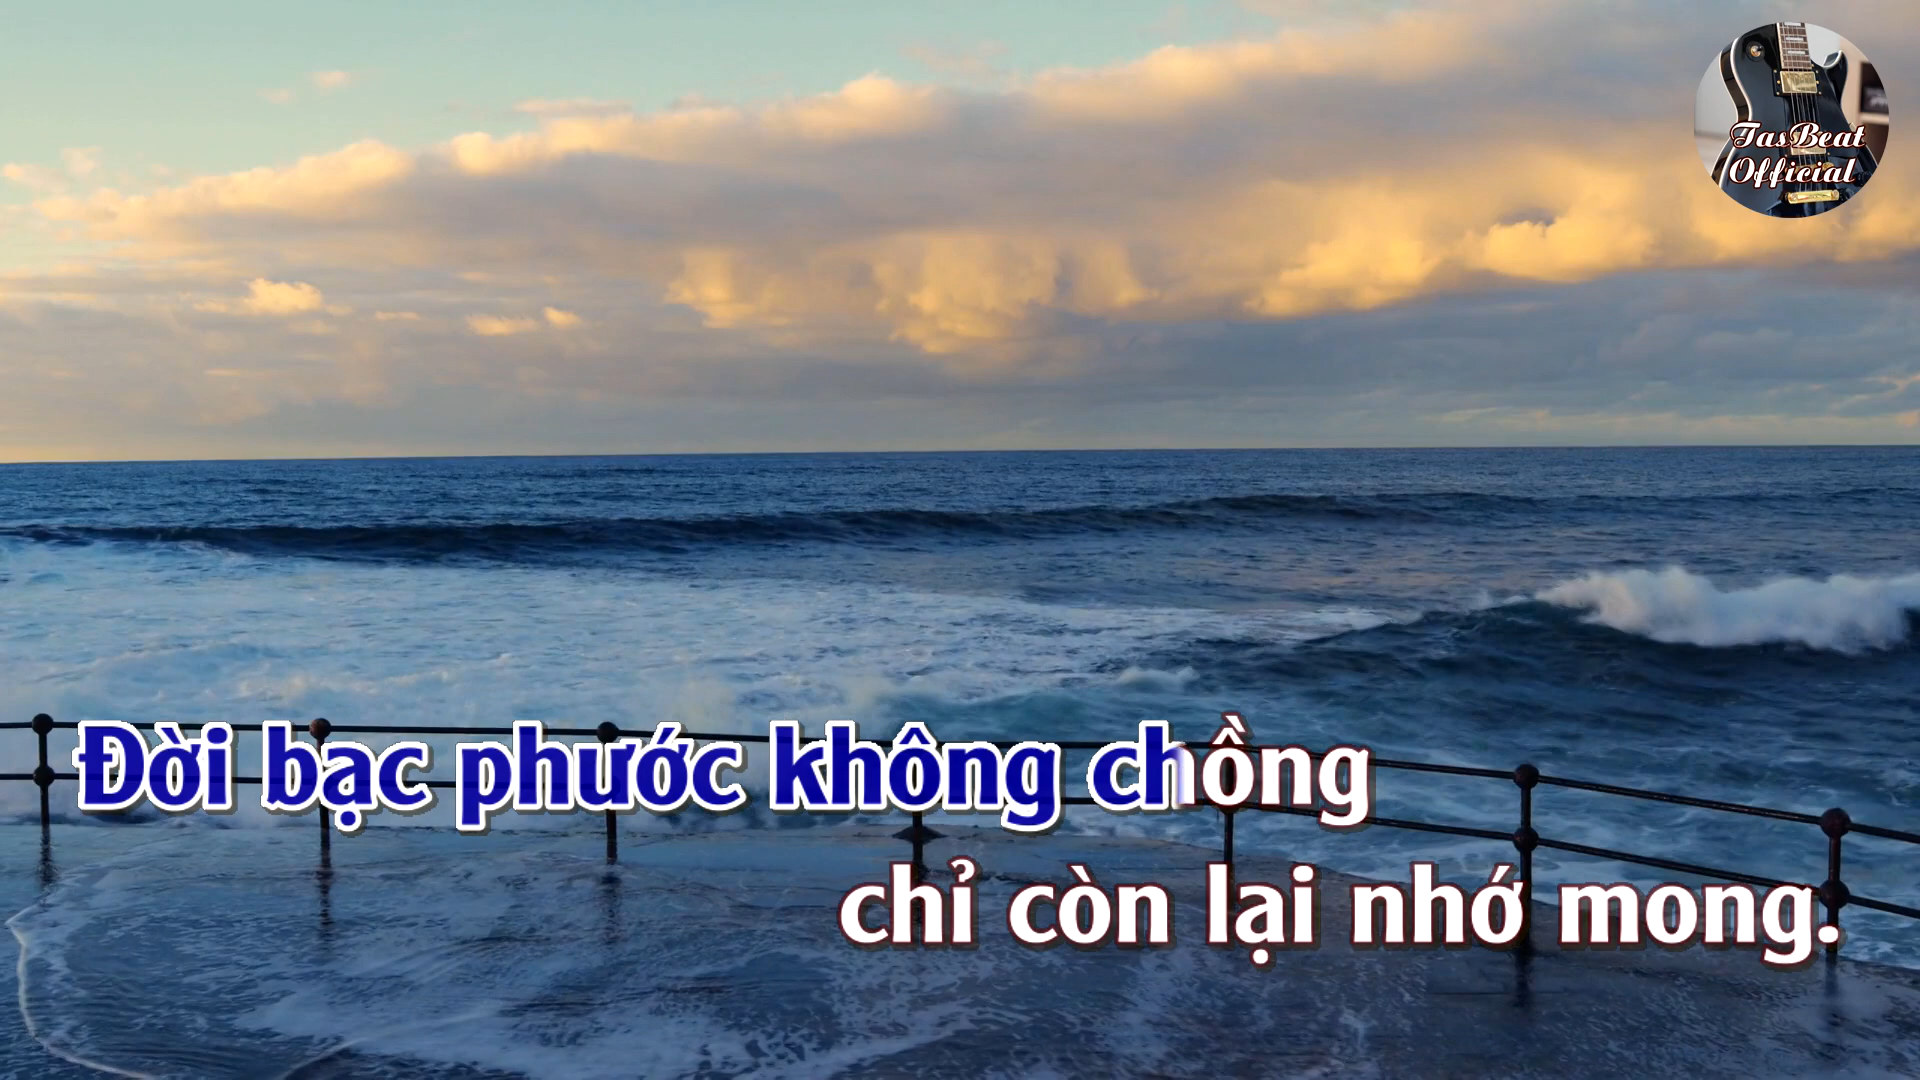 TasBeat
Official
Đời bạc phước không chồng
chỉ còn lại nhớ mong.